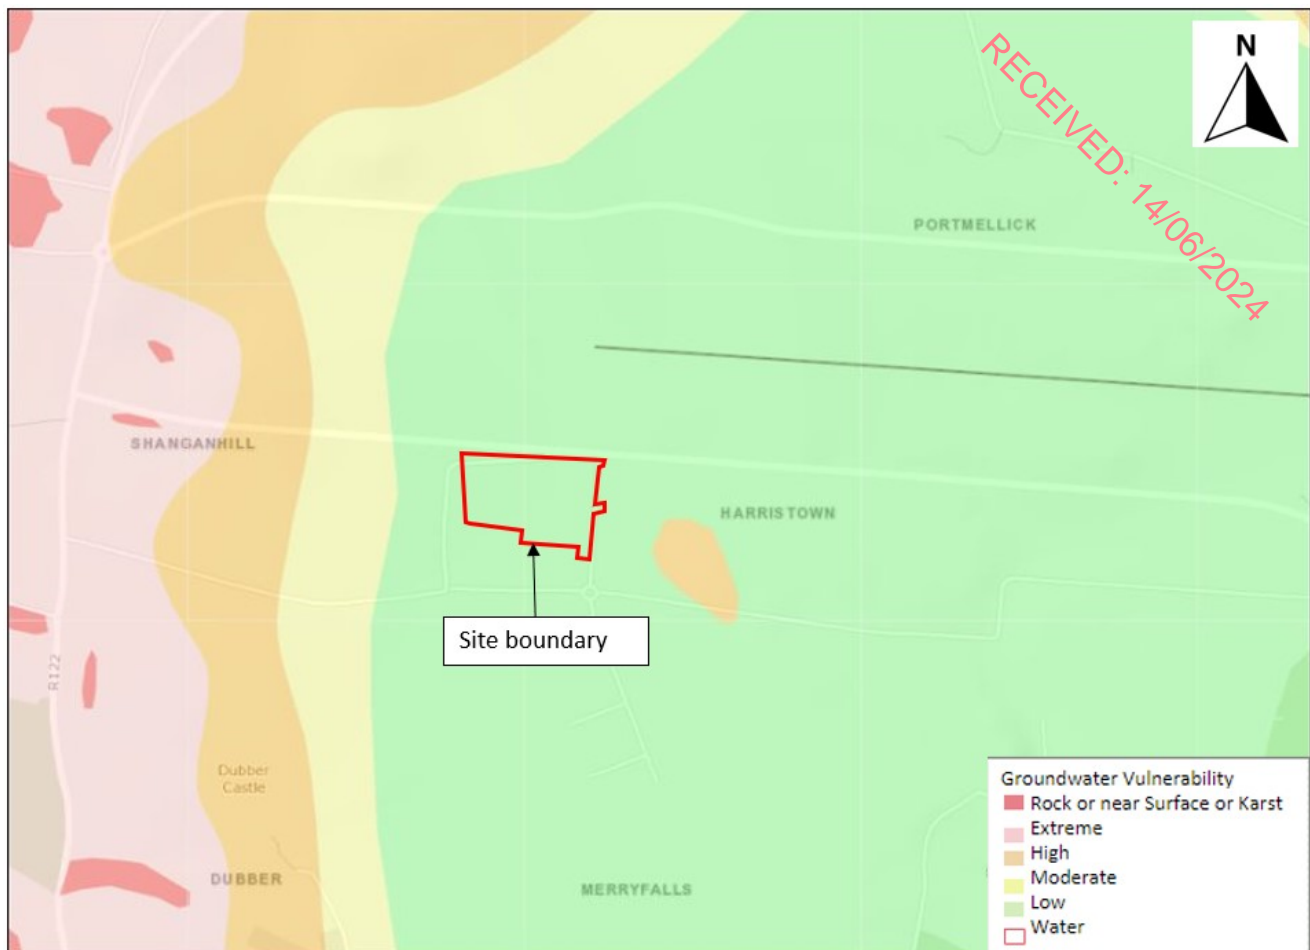 N
RECEIVED: 14/06/2024
PORTMELLICK
SHANGANHILL
HARRISTOWN
Site boundary
R122
Dubber
Castle
DUBBER
MERRYFALLS
Groundwater Vulnerability
Rock or near Surface or Karst
Extreme
High
Moderate
Low
Water